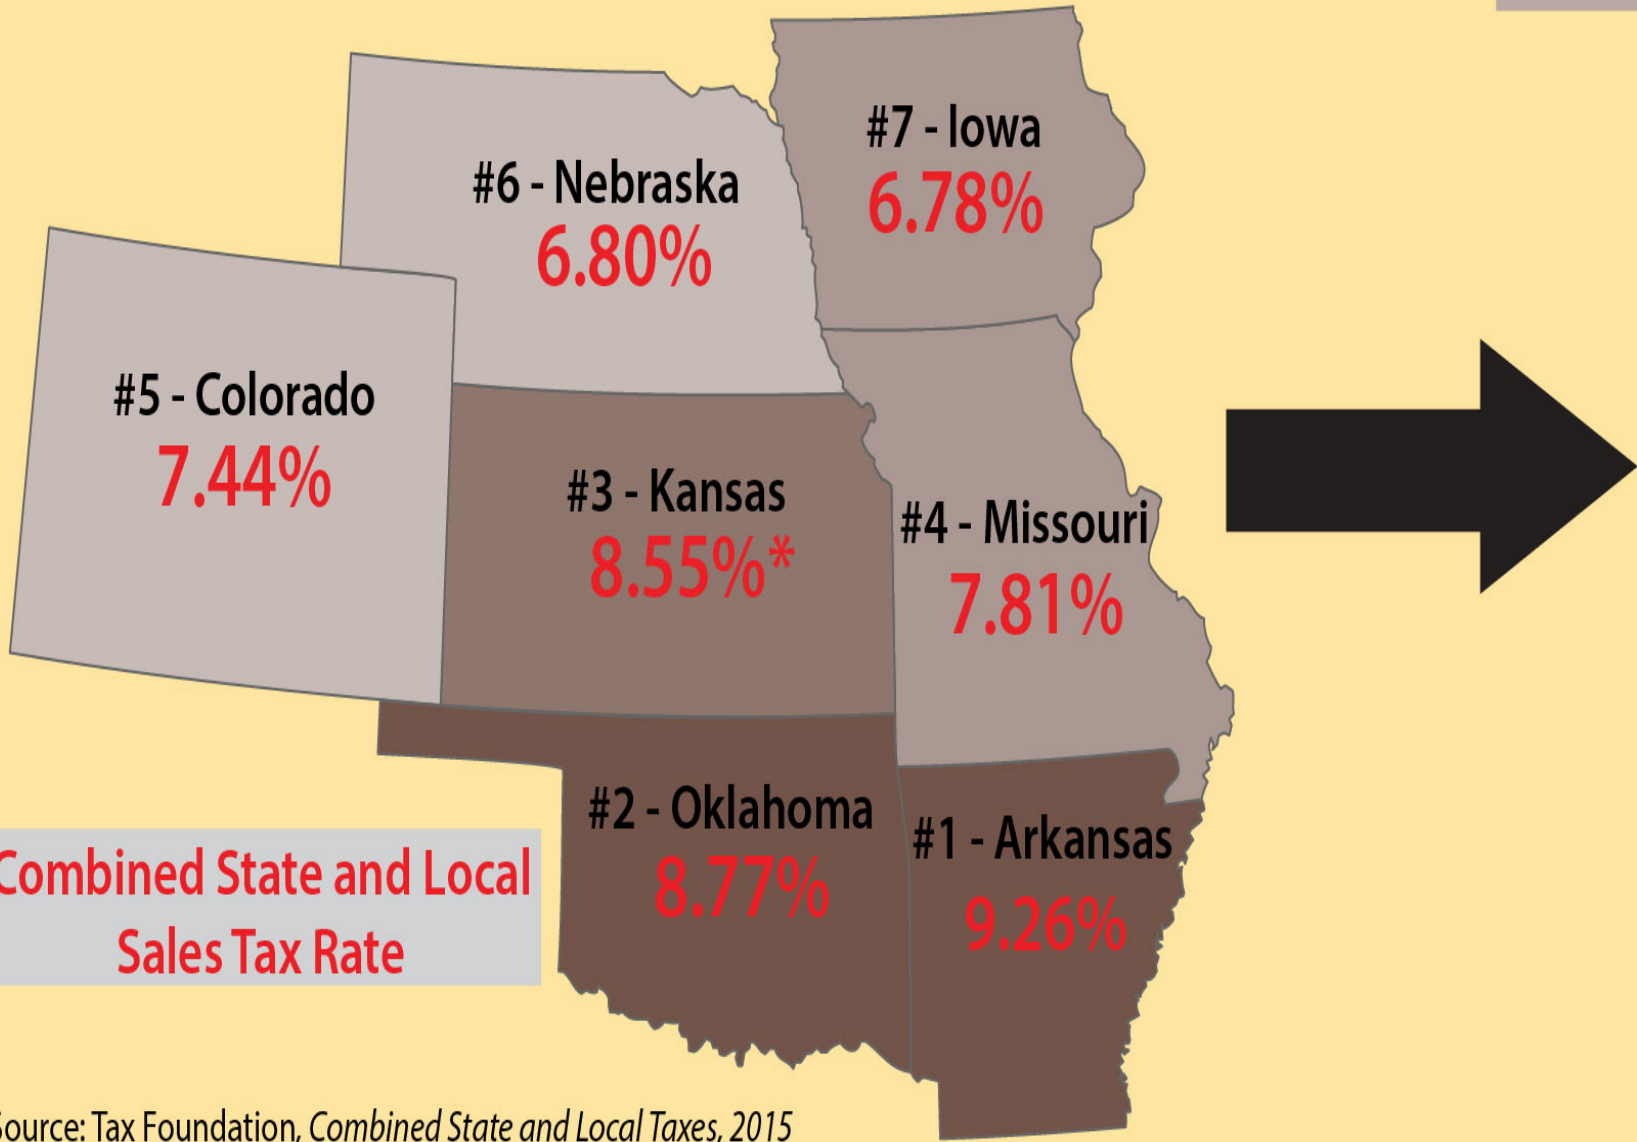 #7 - Iowa
6.78%
#6 - Nebraska
6.80%
#5 - Colorado
7.44%
#3 - Kansas
8.55%*
#4 - Missouri
7.81%
#2 - Oklahoma
8.77%
#1 - Arkansas
9.26%
Combined State and Local
Sales Tax Rate
Source: Tax Foundation, Combined State and Local Taxes, 2015